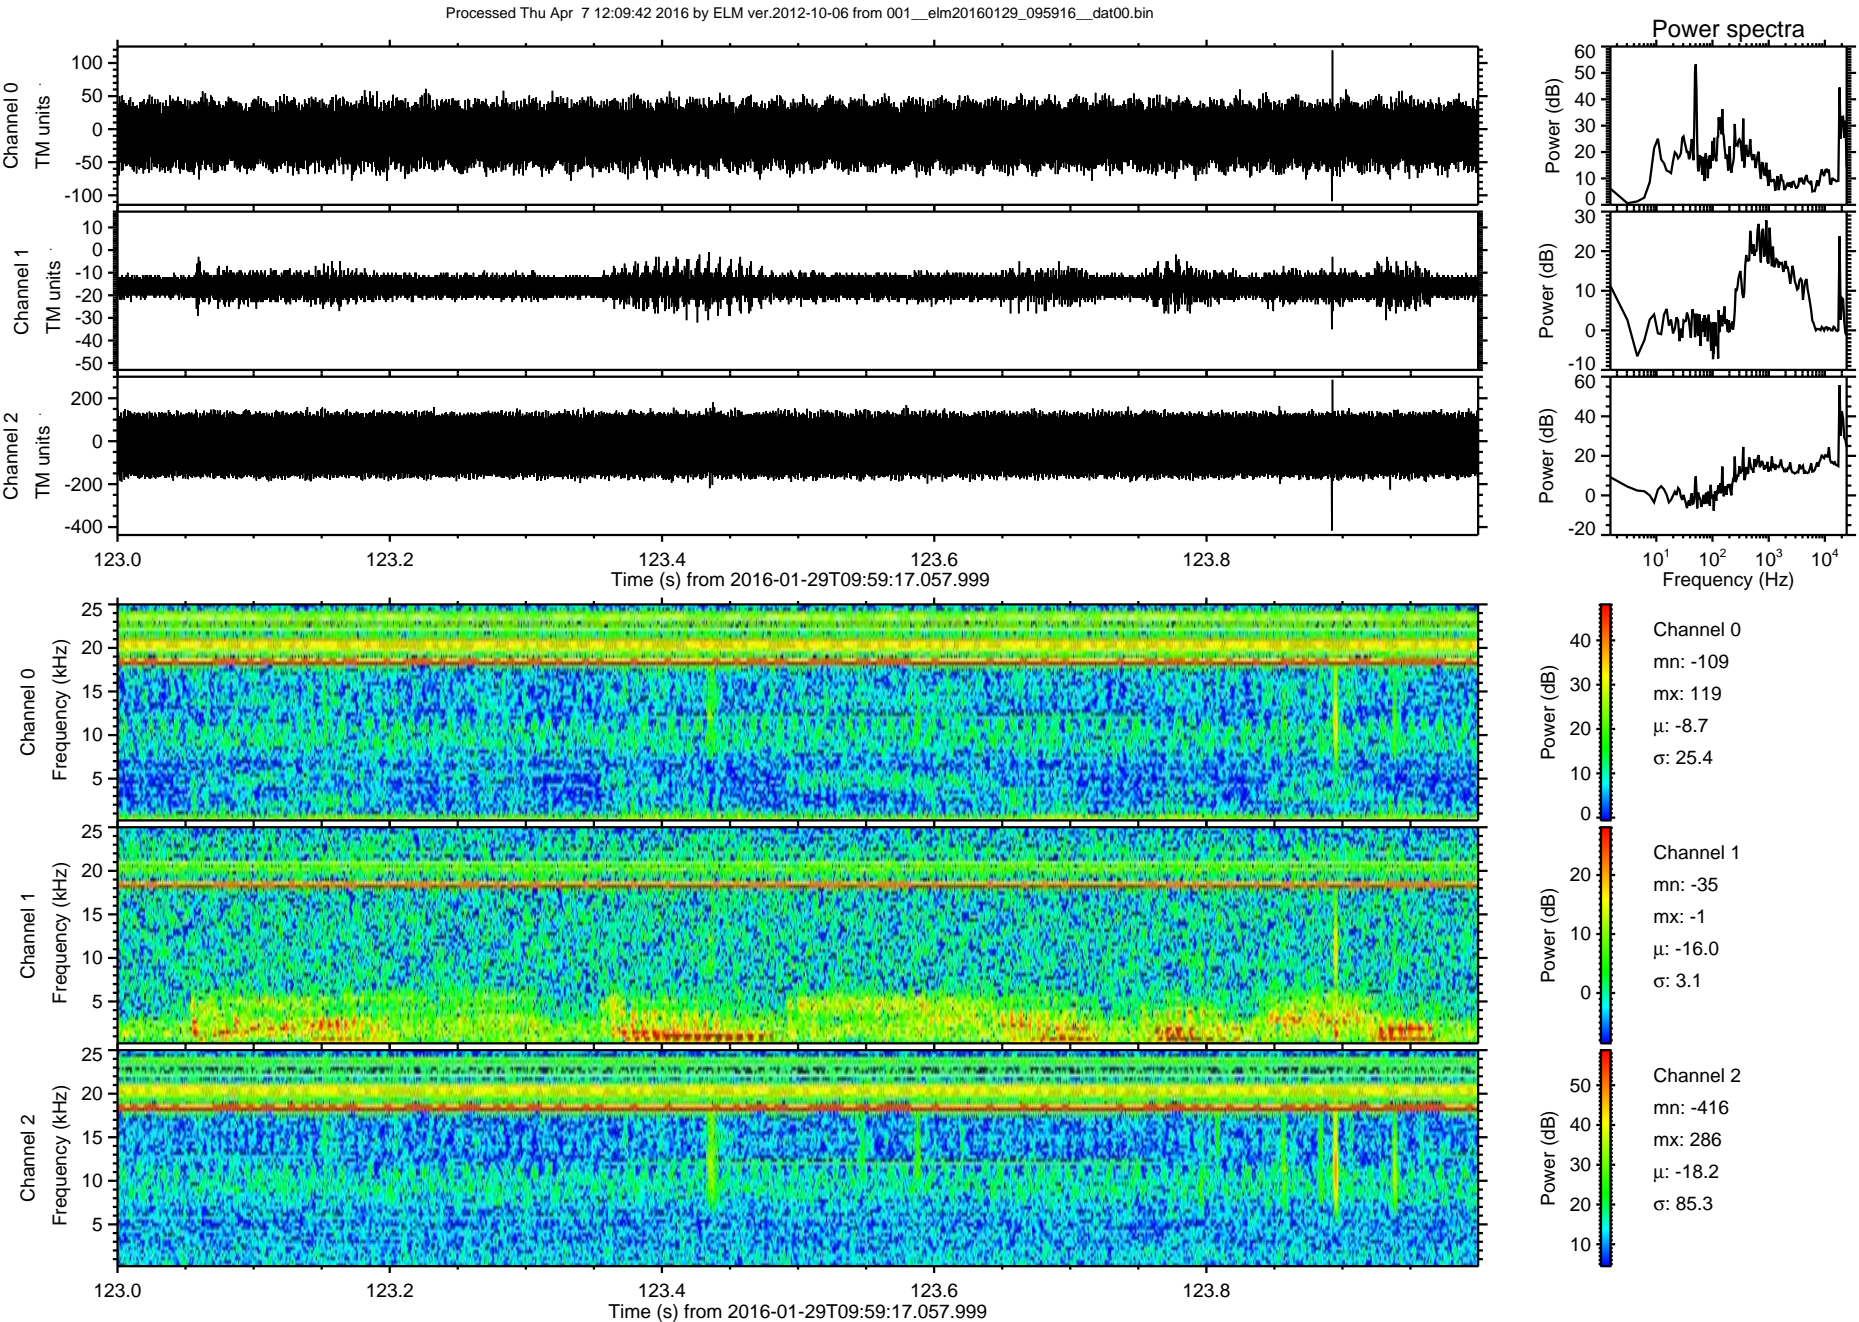 Processed Thu Apr  7 12:09:42 2016 by ELM ver.2012-10-06 from 001__elm20160129_095916__dat00.bin
Power spectra
Channel 0
TM units
100
50
0
-50
-100
Power (dB)
60
50
40
30
20
10
0
Channel 1
TM units
10
0
-10
-20
-30
-40
-50
Power (dB)
30
20
10
0
-10
Channel 2
TM units
200
0
-200
-400
Power (dB)
60
40
20
0
-20
123.0 123.2 123.4 123.6 123.8
Time (s) from 2016-01-29T09:59:17.057.999
10¹ 10² 10³ 10⁴
Frequency (Hz)
Channel 0
Frequency (kHz)
25
20
15
10
5
Power (dB)
40
30
20
10
0
Channel 0
mn: -109
mx: 119
μ: -8.7
σ: 25.4
Channel 1
Frequency (kHz)
25
20
15
10
5
Power (dB)
20
10
0
Channel 1
mn: -35
mx: -1
μ: -16.0
σ: 3.1
Channel 2
Frequency (kHz)
25
20
15
10
5
Power (dB)
50
40
30
20
10
Channel 2
mn: -416
mx: 286
μ: -18.2
σ: 85.3
123.0 123.2 123.4 123.6 123.8
Time (s) from 2016-01-29T09:59:17.057.999